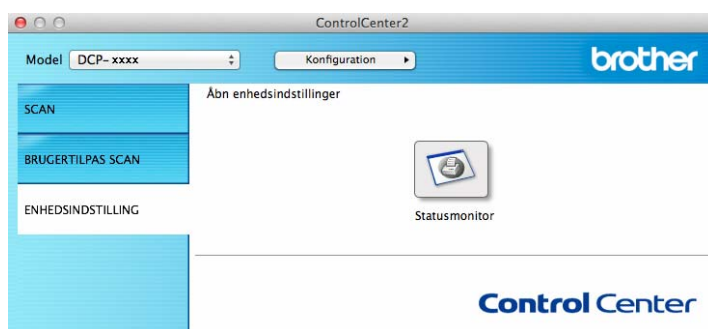 ControlCenter2
Model DCP- xxxx Konfiguration brother
SCAN
BRUGERTILPAS SCAN
ENHEDSINDSTILLING
Åbn enhedsindstillinger
Statusmonitor
Control Center